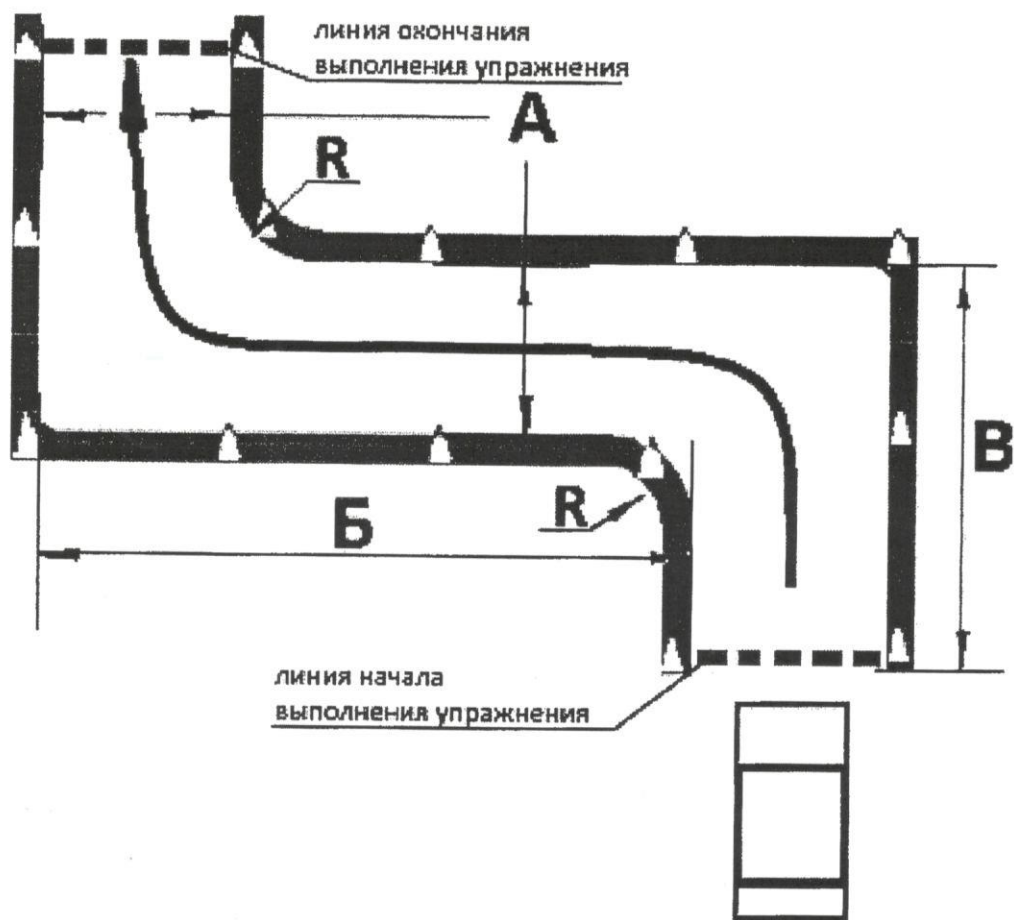 линия окончания
выполнения упражнения
А
R
В
R
Б
линия начала
выполнения упражнения